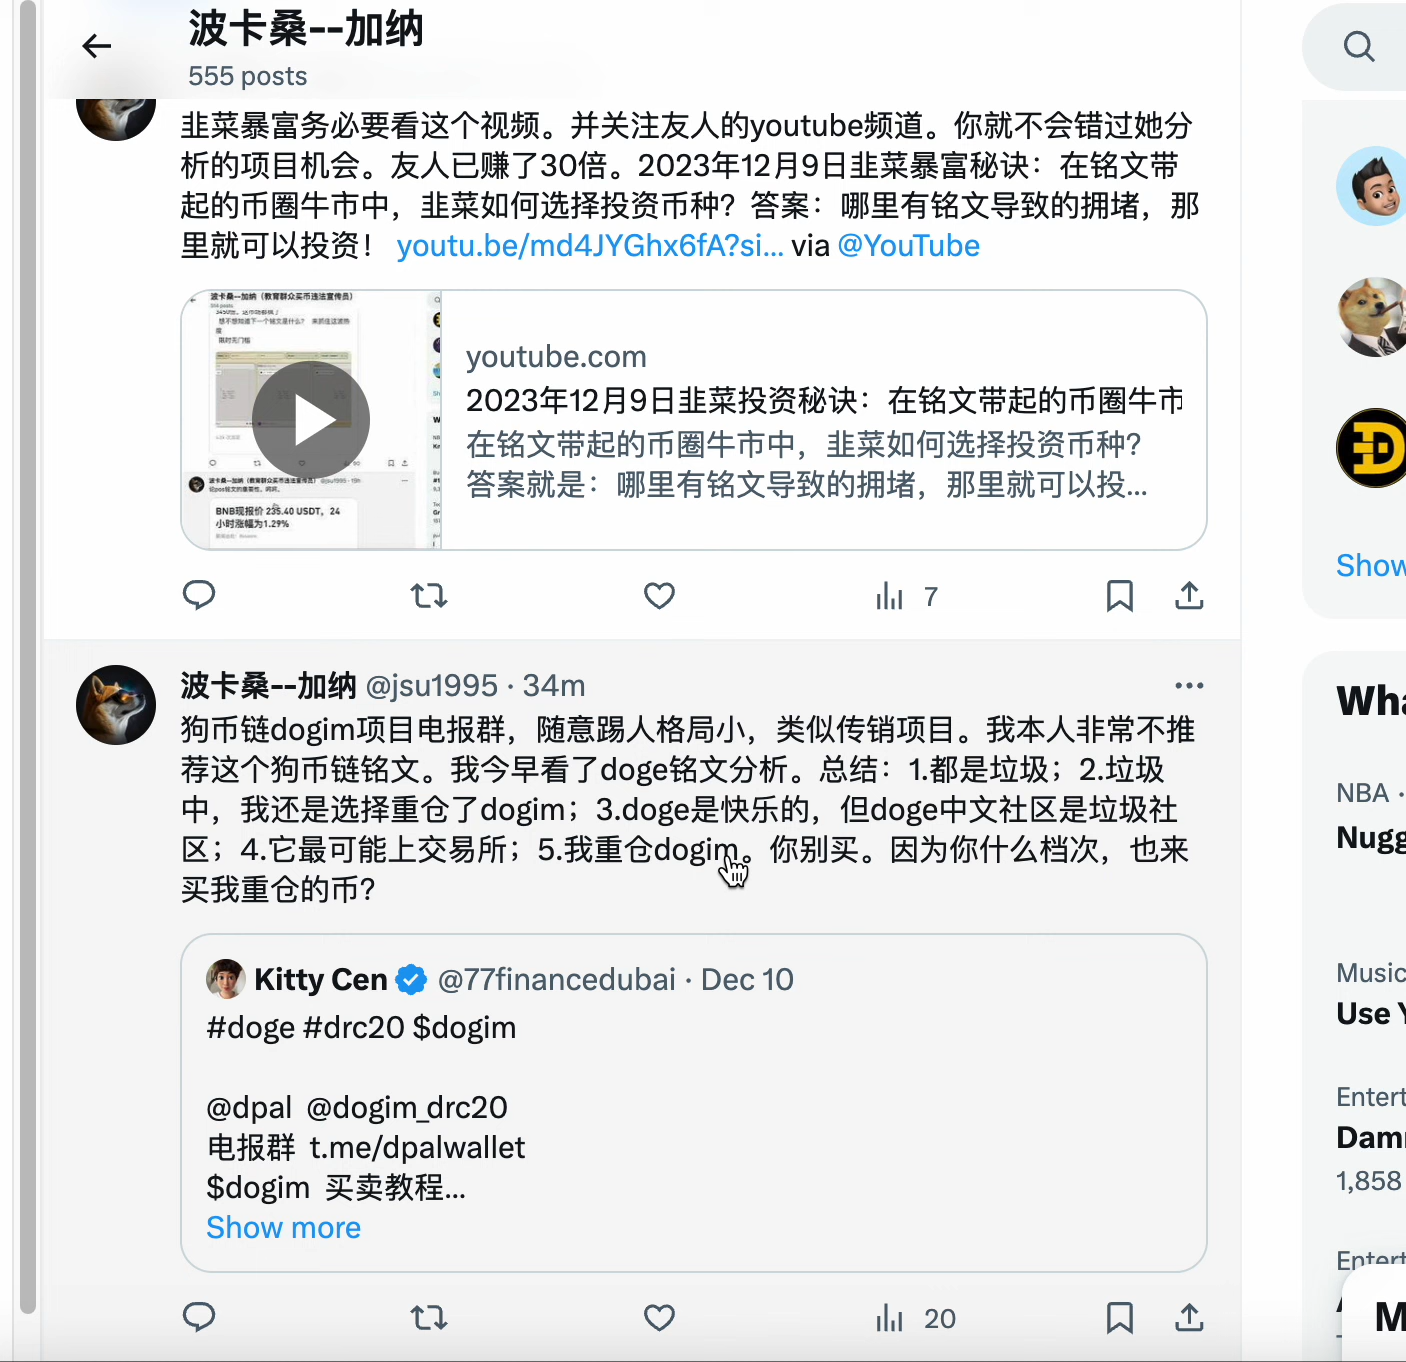 波卡桑--加纳
555 posts
韭菜暴富务必要看这个视频。并关注友人的youtube频道。你就不会错过她分
析的项目机会。友人已赚了30倍。2023年12月9日韭菜暴富秘诀：在铭文带
起的币圈牛市中，韭菜如何选择投资币种？答案：哪里有铭文导致的拥堵，那
里就可以投资！ youtu.be/md4JYGhx6fA?si... via @YouTube
波卡桑--加纳（教育群众买币违法宣传员）
想不想知道下一个铭文是什么？
BNB现报价 235.40 USDT，24
小时涨幅为1.29%
youtube.com
2023年12月9日韭菜投资秘诀：在铭文带起的币圈牛市
在铭文带起的币圈牛市中，韭菜如何选择投资币种？
答案就是：哪里有铭文导致的拥堵，那里就可以投...
7
波卡桑--加纳 @jsu1995 · 34m
狗币链dogim项目电报群，随意踢人格局小，类似传销项目。我本人非常不推
荐这个狗币链铭文。我今早看了doge铭文分析。总结：1.都是垃圾；2.垃圾
中，我还是选择重仓了dogim；3.doge是快乐的，但doge中文社区是垃圾社
区；4.它最可能上交易所；5.我重仓dogim。你别买。因为你什么档次，也来
买我重仓的币？
Kitty Cen @77financedubai · Dec 10
#doge #drc20 $dogim
@dpal @dogim_drc20
电报群 t.me/dpalwallet
$dogim 买卖教程...
Show more
20
Show
Wha
NBA ·
Nugg
Music
Use Y
Entert
Dam
1,858
Entert
M